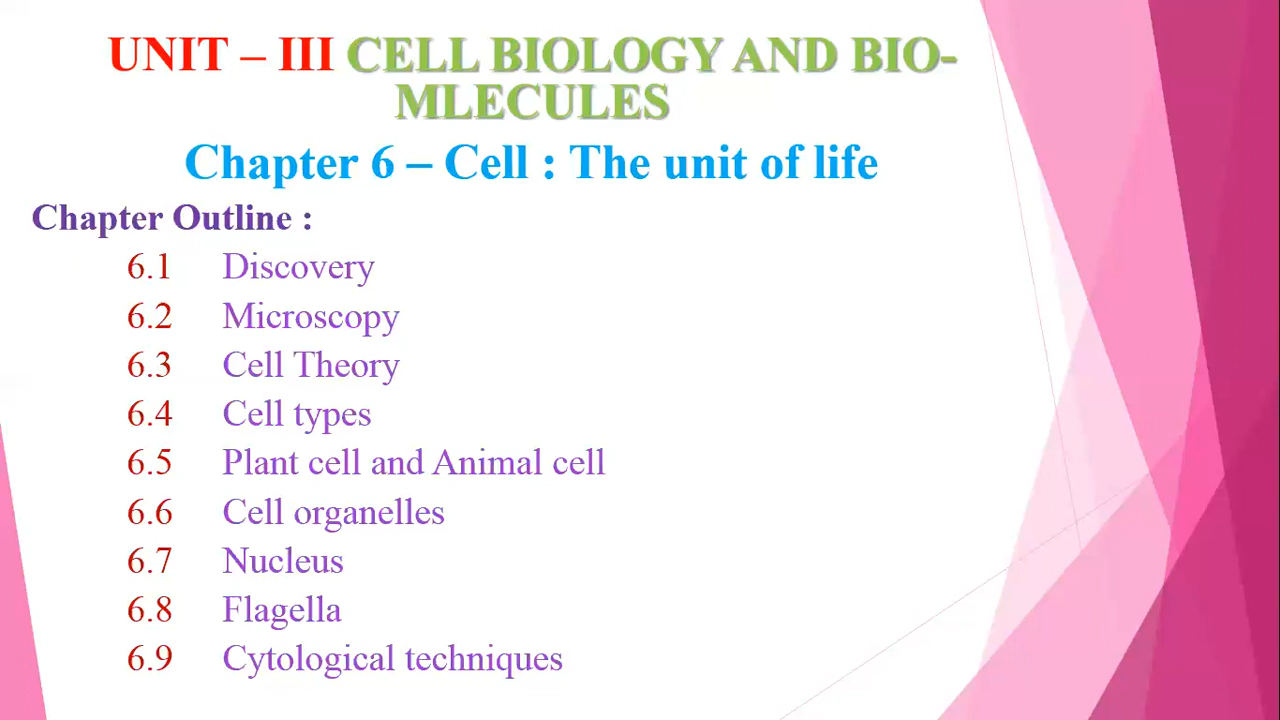 UNIT – III CELL BIOLOGY AND BIO-
MLECULES
Chapter 6 – Cell : The unit of life
Chapter Outline :
6.1 Discovery
6.2 Microscopy
6.3 Cell Theory
6.4 Cell types
6.5 Plant cell and Animal cell
6.6 Cell organelles
6.7 Nucleus
6.8 Flagella
6.9 Cytological techniques